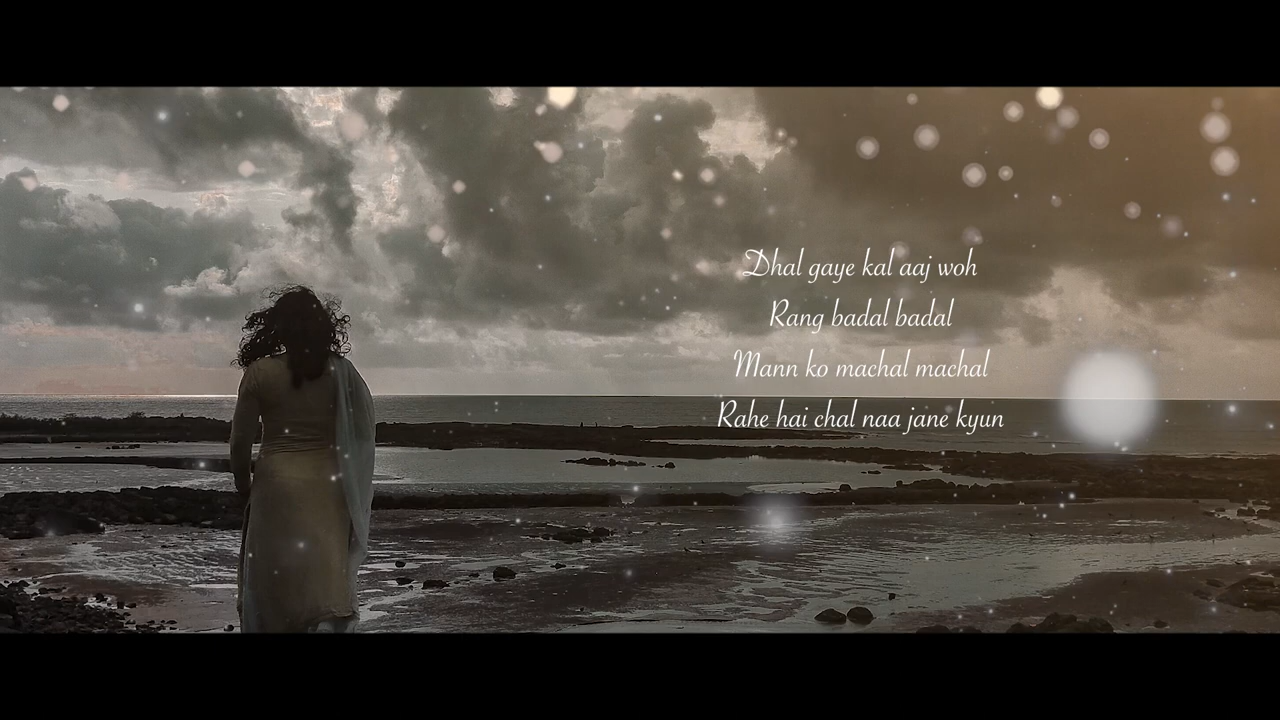 Dhal gaye kal aaj woh
Rang badal badal
Mann ko machal machal
Rahe hai chal naa jane kyun